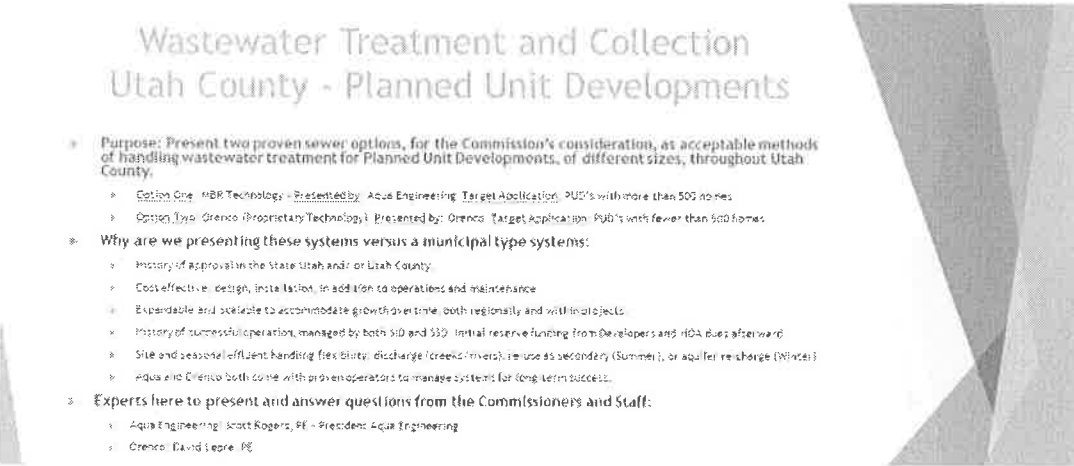 Wastewater Treatment and Collection
Utah County - Planned Unit Developments
Purpose: Present two proven sewer options, for the Commission's consideration, as acceptable methods
of handling wastewater treatment for Planned Unit Developments, of different sizes, throughout Utah
County.
Option One: MBR Technology - Presented by: Aqua Engineering Target Application: PUD's with more than 500 homes
Option Two: Orenco (Proprietary Technology) Presented by: Orenco Target Application: PUD's with fewer than 500 homes
Why are we presenting these systems versus a municipal type systems:
History of approval in the State Utah and/ or Utah County
Cost effective: design, installation, in addition to operations and maintenance
Expandable and scalable to accommodate growth over time, both regionally and within projects
History of successful operation, managed by both SID and SSD. Initial reserve funding from Developers and HOA dues afterward
Site and seasonal effluent handling flexibility: discharge (creeks/rivers), re-use as secondary (Summer), or aquifer re-charge (Winter)
Aqua and Orenco both come with proven operators to manage systems for long-term success.
Experts here to present and answer questions from the Commissioners and Staff:
Aqua Engineering: Scott Rogers, PE - President Aqua Engineering
Orenco: David PE